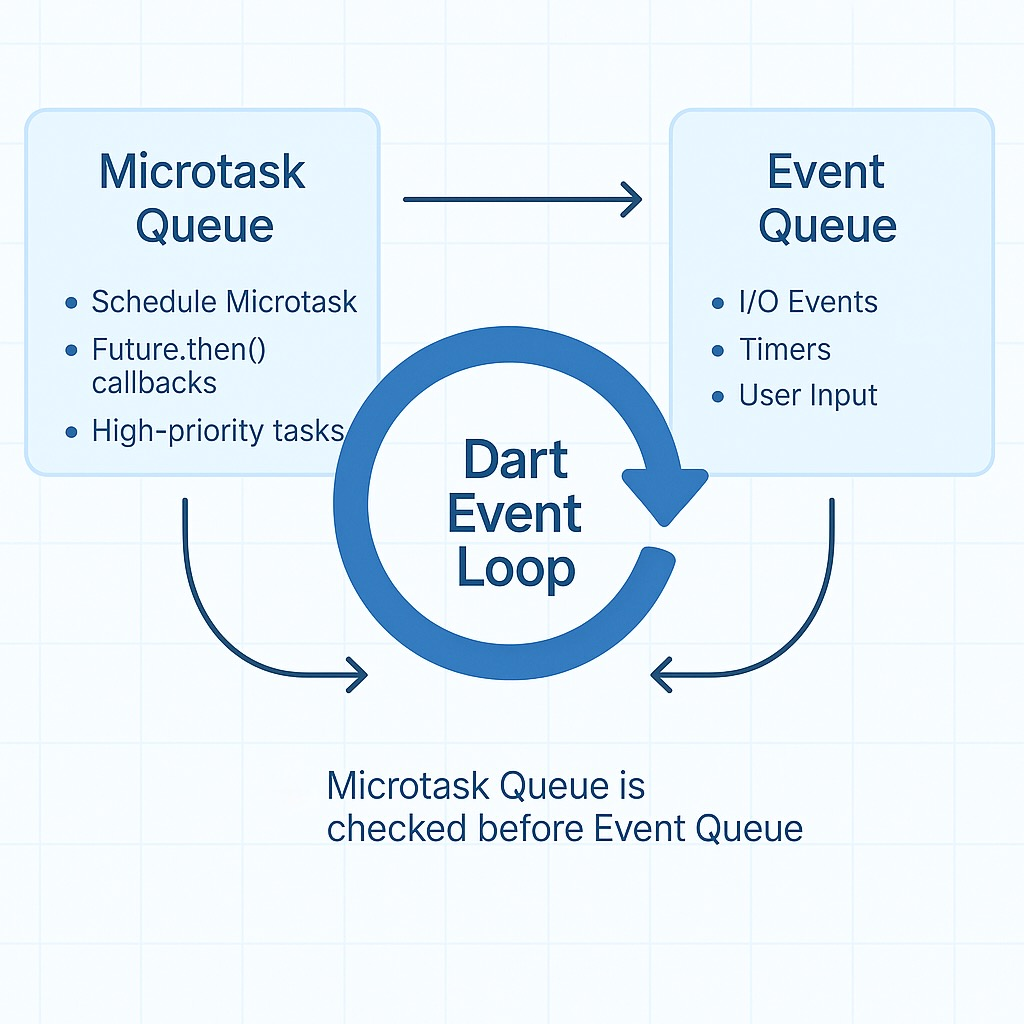 Microtask
Queue
• Schedule Microtask
• Future.then()
callbacks
• High-priority tasks
Event
Queue
• I/O Events
• Timers
• User Input
Dart
Event
Loop
Microtask Queue is
checked before Event Queue